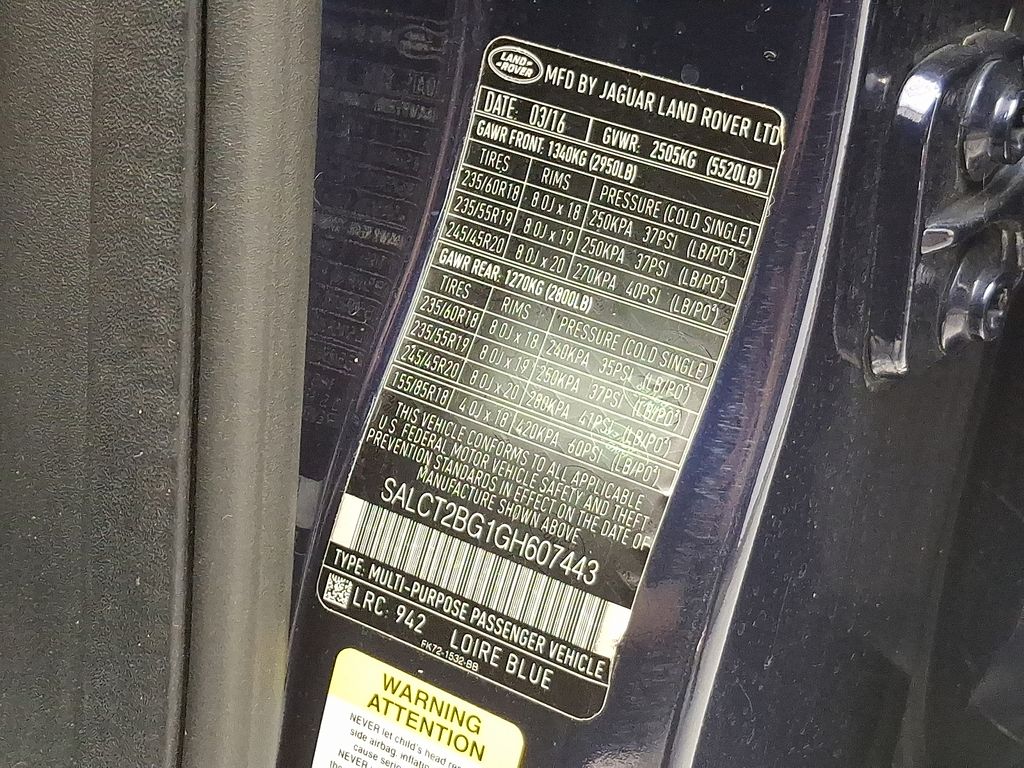 LAND ROVER MFD BY JAGUAR LAND ROVER LTD
DATE: 03/16 GVWR: 2505KG (5520LB)
GAWR FRONT: 1340KG (2950LB)
TIRES RIMS PRESSURE (COLD SINGLE)
235/60R18 8 0J x 18 250KPA 37PSI (LB/PO²)
235/55R19 8 0J x 19 250KPA 37PSI (LB/PO²)
245/45R20 8 0J x 20 270KPA 40PSI (LB/PO²)
GAWR REAR: 1270KG (2800LB)
TIRES RIMS PRESSURE (COLD SINGLE)
235/60R18 8 0J x 18 240KPA 35PSI (LB/PO²)
235/55R19 8 0J x 19 250KPA 37PSI (LB/PO²)
245/45R20 8 0J x 20 280KPA 41PSI (LB/PO²)
155/85R18 4 0J x 18 420KPA 60PSI (LB/PO²)
THIS VEHICLE CONFORMS TO ALL APPLICABLE
U.S FEDERAL MOTOR VEHICLE SAFETY AND THEFT
PREVENTION STANDARDS IN EFFECT ON THE DATE OF
MANUFACTURE SHOWN ABOVE
SALCT2BG1GH607443
TYPE: MULTI-PURPOSE PASSENGER VEHICLE
LRC: 942 LOIRE BLUE
FK72-1532-BB
WARNING
ATTENTION
NEVER let child's head
side airbag
cause
NEVER